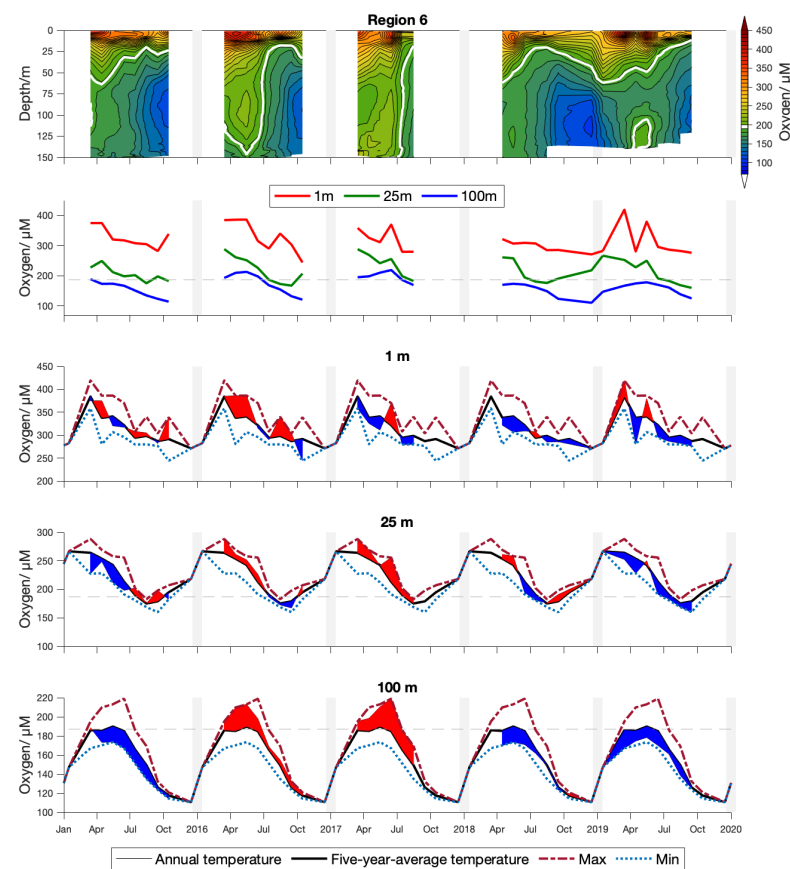 Region 6
0
25
50
75
100
125
150
Depth/m
450
400
350
300
250
200
150
100
Oxygen/ µM
1m 25m 100m
400
300
200
100
Oxygen/ µM
1 m
450
400
350
300
250
200
Oxygen/ µM
25 m
300
250
200
150
100
Oxygen/ µM
100 m
220
200
180
160
140
120
100
Oxygen/ µM
Jan Apr Jul Oct 2016 Apr Jul Oct 2017 Apr Jul Oct 2018 Apr Jul Oct 2019 Apr Jul Oct 2020
Annual temperature Five-year-average temperature Max Min